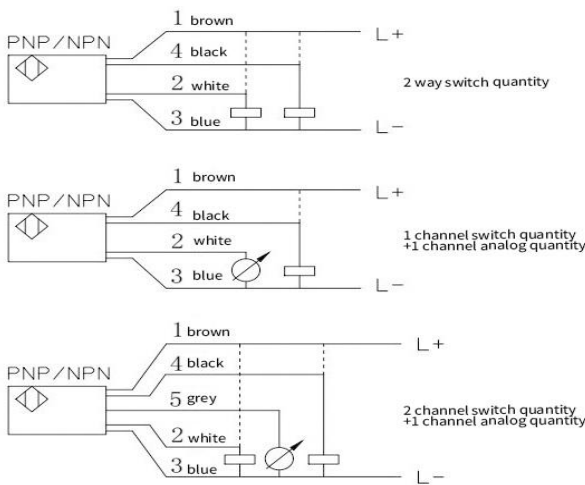 1 brown
L+
PNP/NPN
4 black
2 white
2 way switch quantity
3 blue
L-
1 brown
L+
PNP/NPN
4 black
2 white
1 channel switch quantity
+1 channel analog quantity
3 blue
L-
1 brown
L+
4 black
PNP/NPN
5 grey
2 channel switch quantity
+1 channel analog quantity
2 white
3 blue
L-